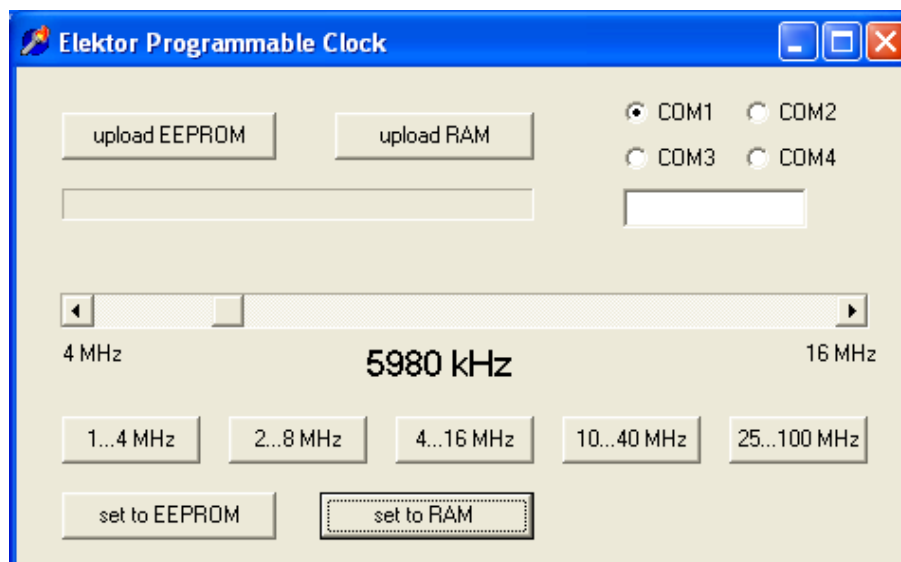 Elektor Programmable Clock
upload EEPROM
upload RAM
COM1
COM2
COM3
COM4
4 MHz
5980 kHz
16 MHz
1...4 MHz
2...8 MHz
4...16 MHz
10...40 MHz
25...100 MHz
set to EEPROM
set to RAM